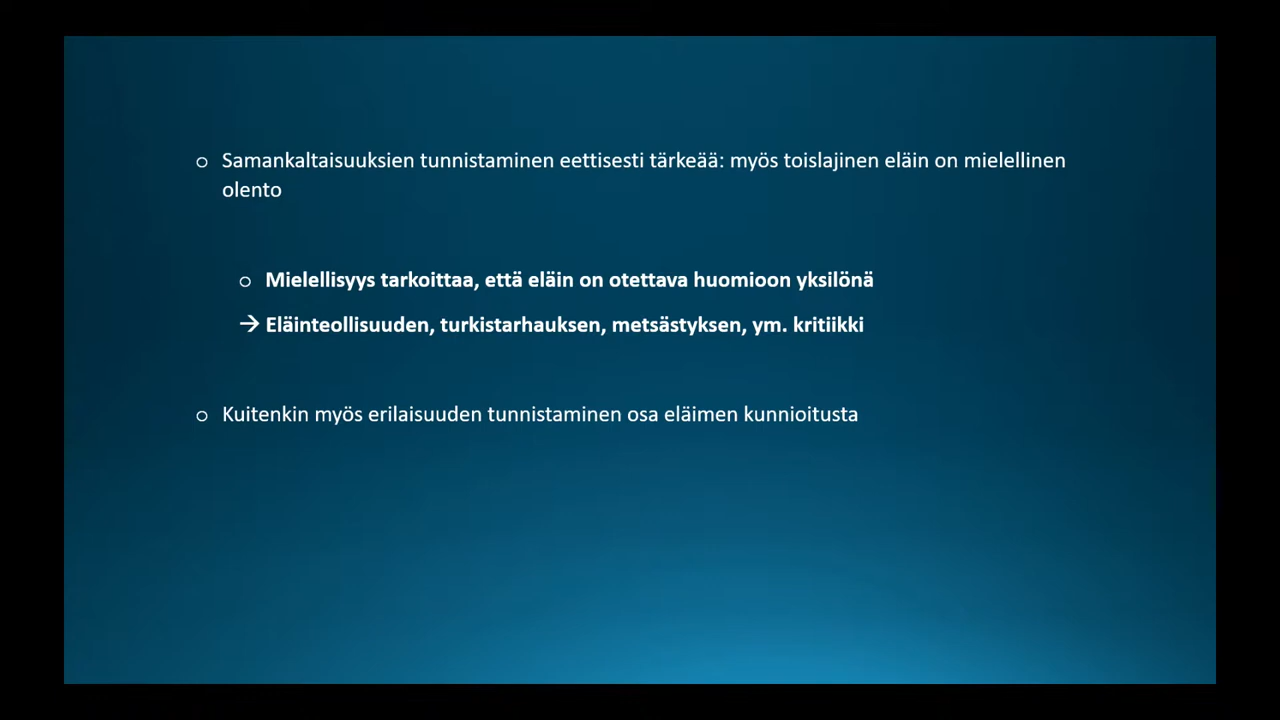 o Samankaltaisuuksien tunnistaminen eettisesti tärkeää: myös toislajinen eläin on mielellinen
olento
o Mielellisyys tarkoittaa, että eläin on otettava huomioon yksilönä
→ Eläinteollisuuden, turkistarhauksen, metsästyksen, ym. kritiikki
o Kuitenkin myös erilaisuuden tunnistaminen osa eläimen kunnioitusta